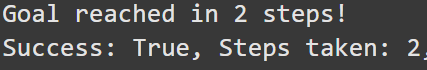 Goal reached in 2 steps!
Success: True, Steps taken: 2,